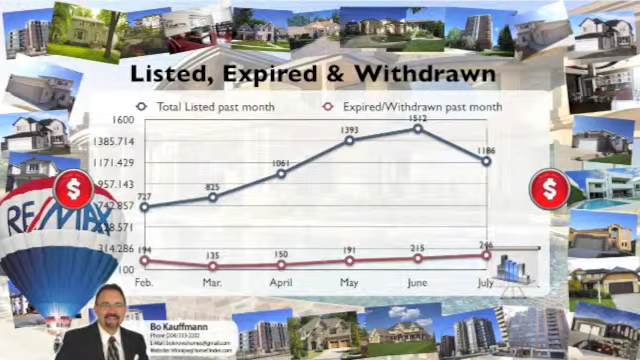 Listed, Expired & Withdrawn
Total Listed past month Expired/Withdrawn past month
1600
1385.714
1171.429
957.143
742.857
528.571
314.286
100
727 825 1061 1393 1512 1186
194 135 150 191 215 246
Feb. Mar. April May June July
$ $
RE/MAX
Bo Kauffmann